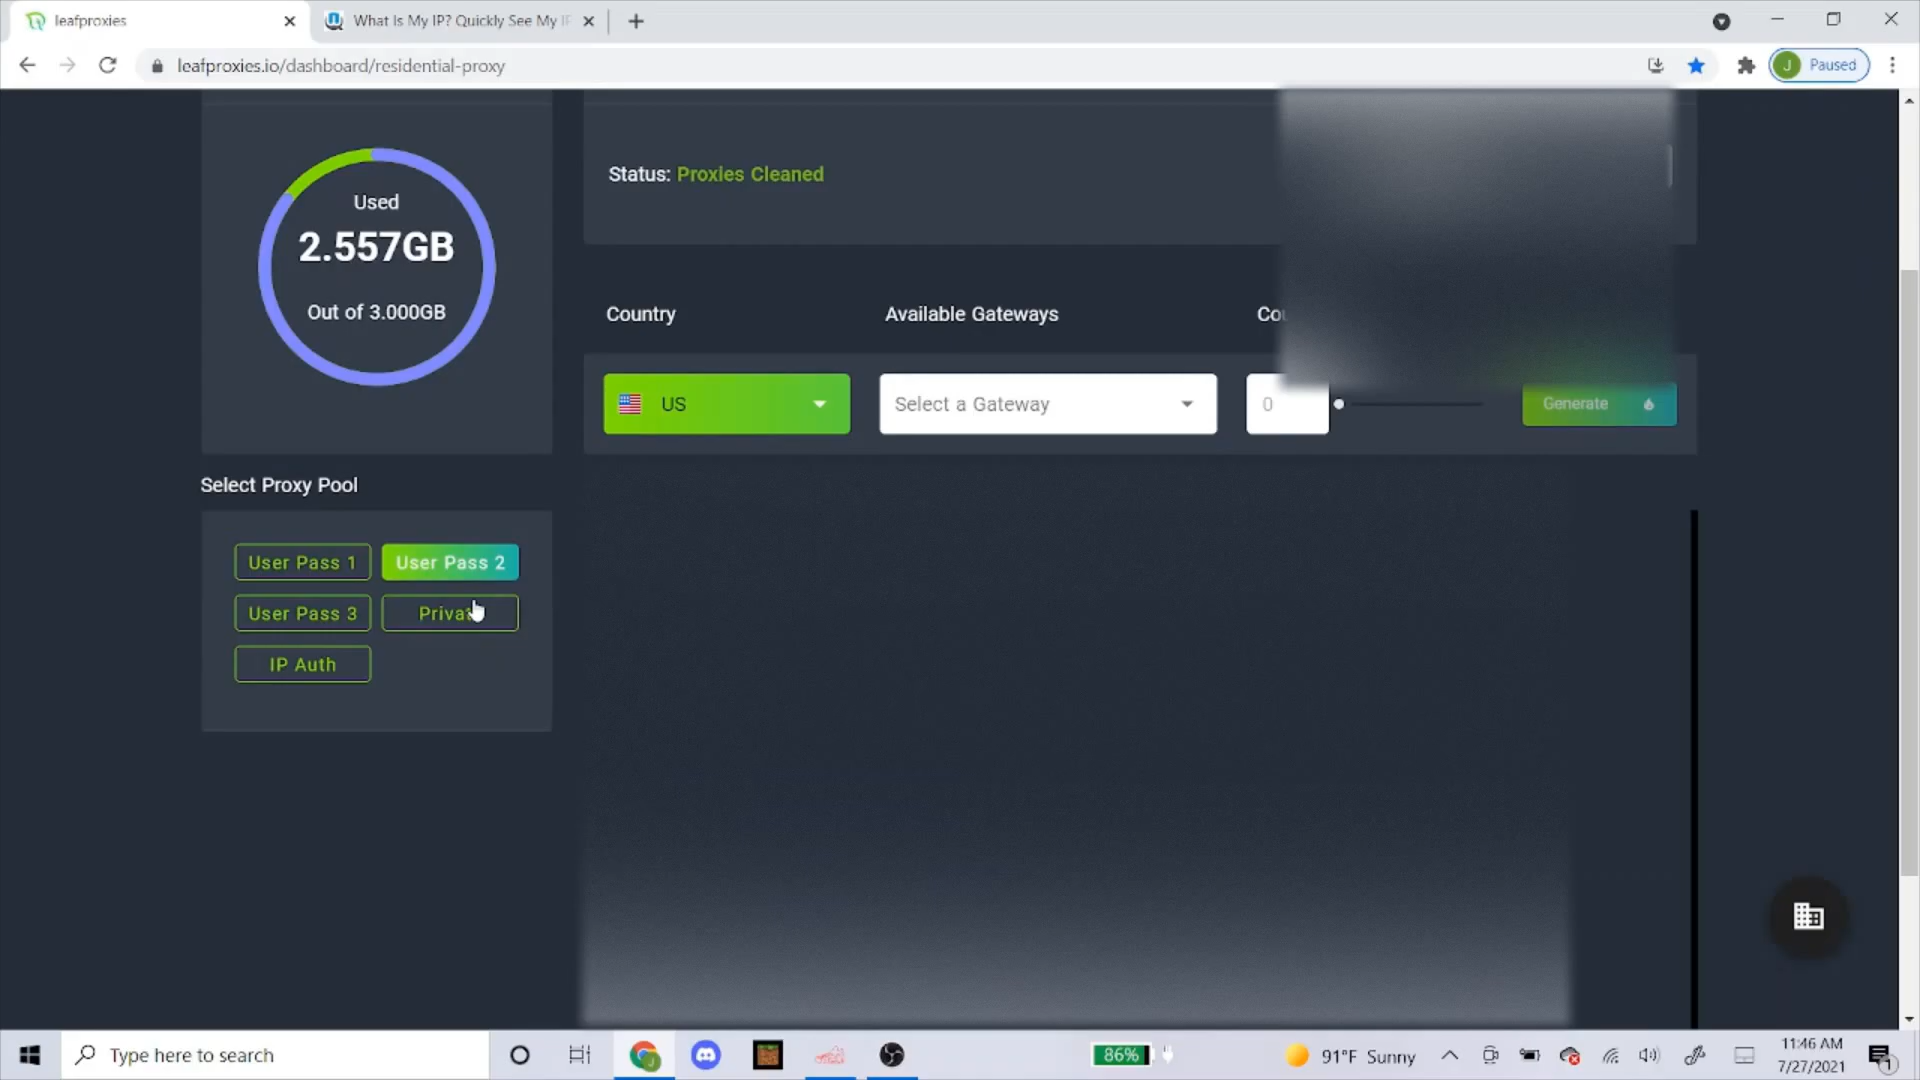 leafproxies
What Is My IP? Quickly See My IP
leafproxies.io/dashboard/residential-proxy
J
Paused
Used
2.557GB
Out of 3.000GB
Status: Proxies Cleaned
Country
Available Gateways
US
Select a Gateway
0
Generate
Select Proxy Pool
User Pass 1
User Pass 2
User Pass 3
IP Auth
Type here to search
86%
91°F Sunny
11:46 AM
7/27/2021
1